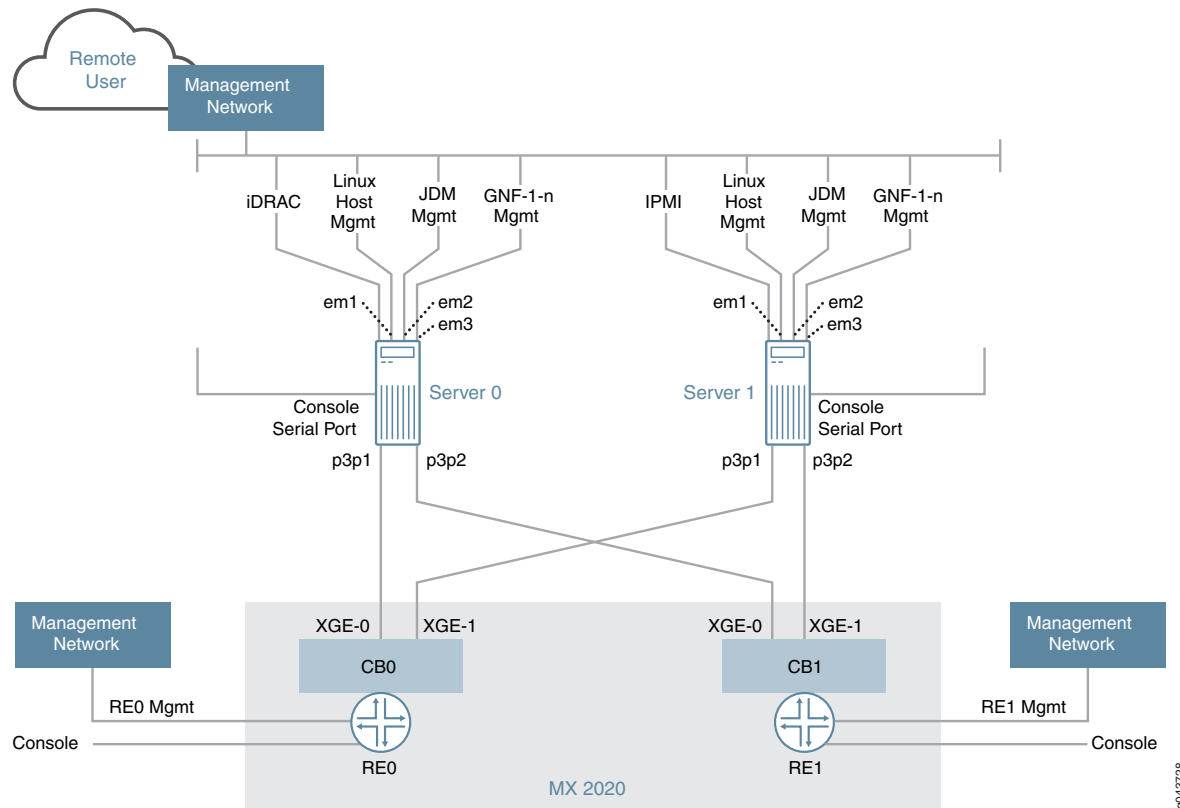 Remote
User
Management
Network
iDRAC
Linux
Host
Mgmt
JDM
Mgmt
GNF-1-n
Mgmt
IPMI
Linux
Host
Mgmt
JDM
Mgmt
GNF-1-n
Mgmt
em1
em2
em3
em1
em2
em3
Server 0
Console
Serial Port
Server 1
Console
Serial Port
p3p1
p3p2
p3p1
p3p2
Management
Network
XGE-0
XGE-1
XGE-0
XGE-1
Management
Network
CB0
CB1
RE0 Mgmt
RE1 Mgmt
Console
Console
RE0
RE1
MX 2020
g043728